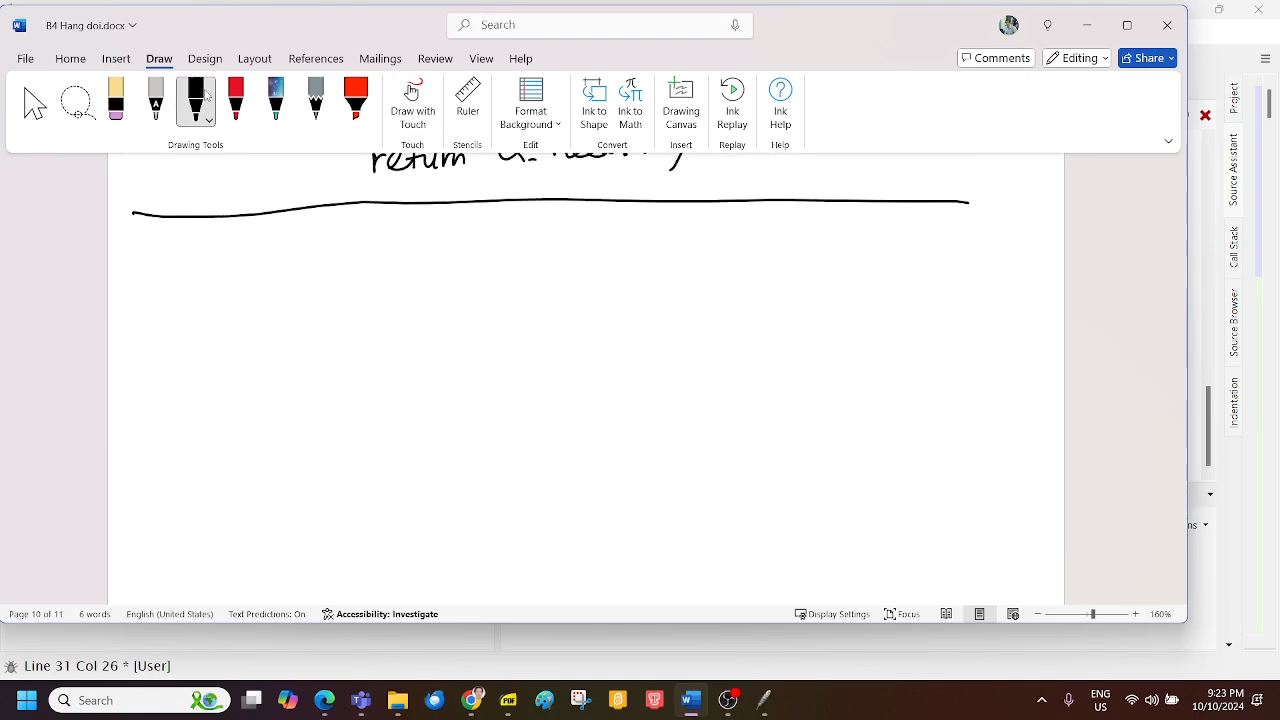 B4 Hang doi.docx
Search
File Home Insert Draw Design Layout References Mailings Review View Help
Comments Editing Share
A
Draw with Touch Ruler Format Background Ink to Shape Ink to Math Drawing Canvas Ink Replay Ink Help
Drawing Tools Touch Stencils Edit Convert Insert Replay Help
return
Project
Source Assistant
Call Stack
Source Browser
Indentation
ns
Page 10 of 11 6 words English (United States) Text Predictions: On Accessibility: Investigate Display Settings Focus 160%
Line 31 Col 26 * [User]
Search PDF ENG US 9:23 PM 10/10/2024